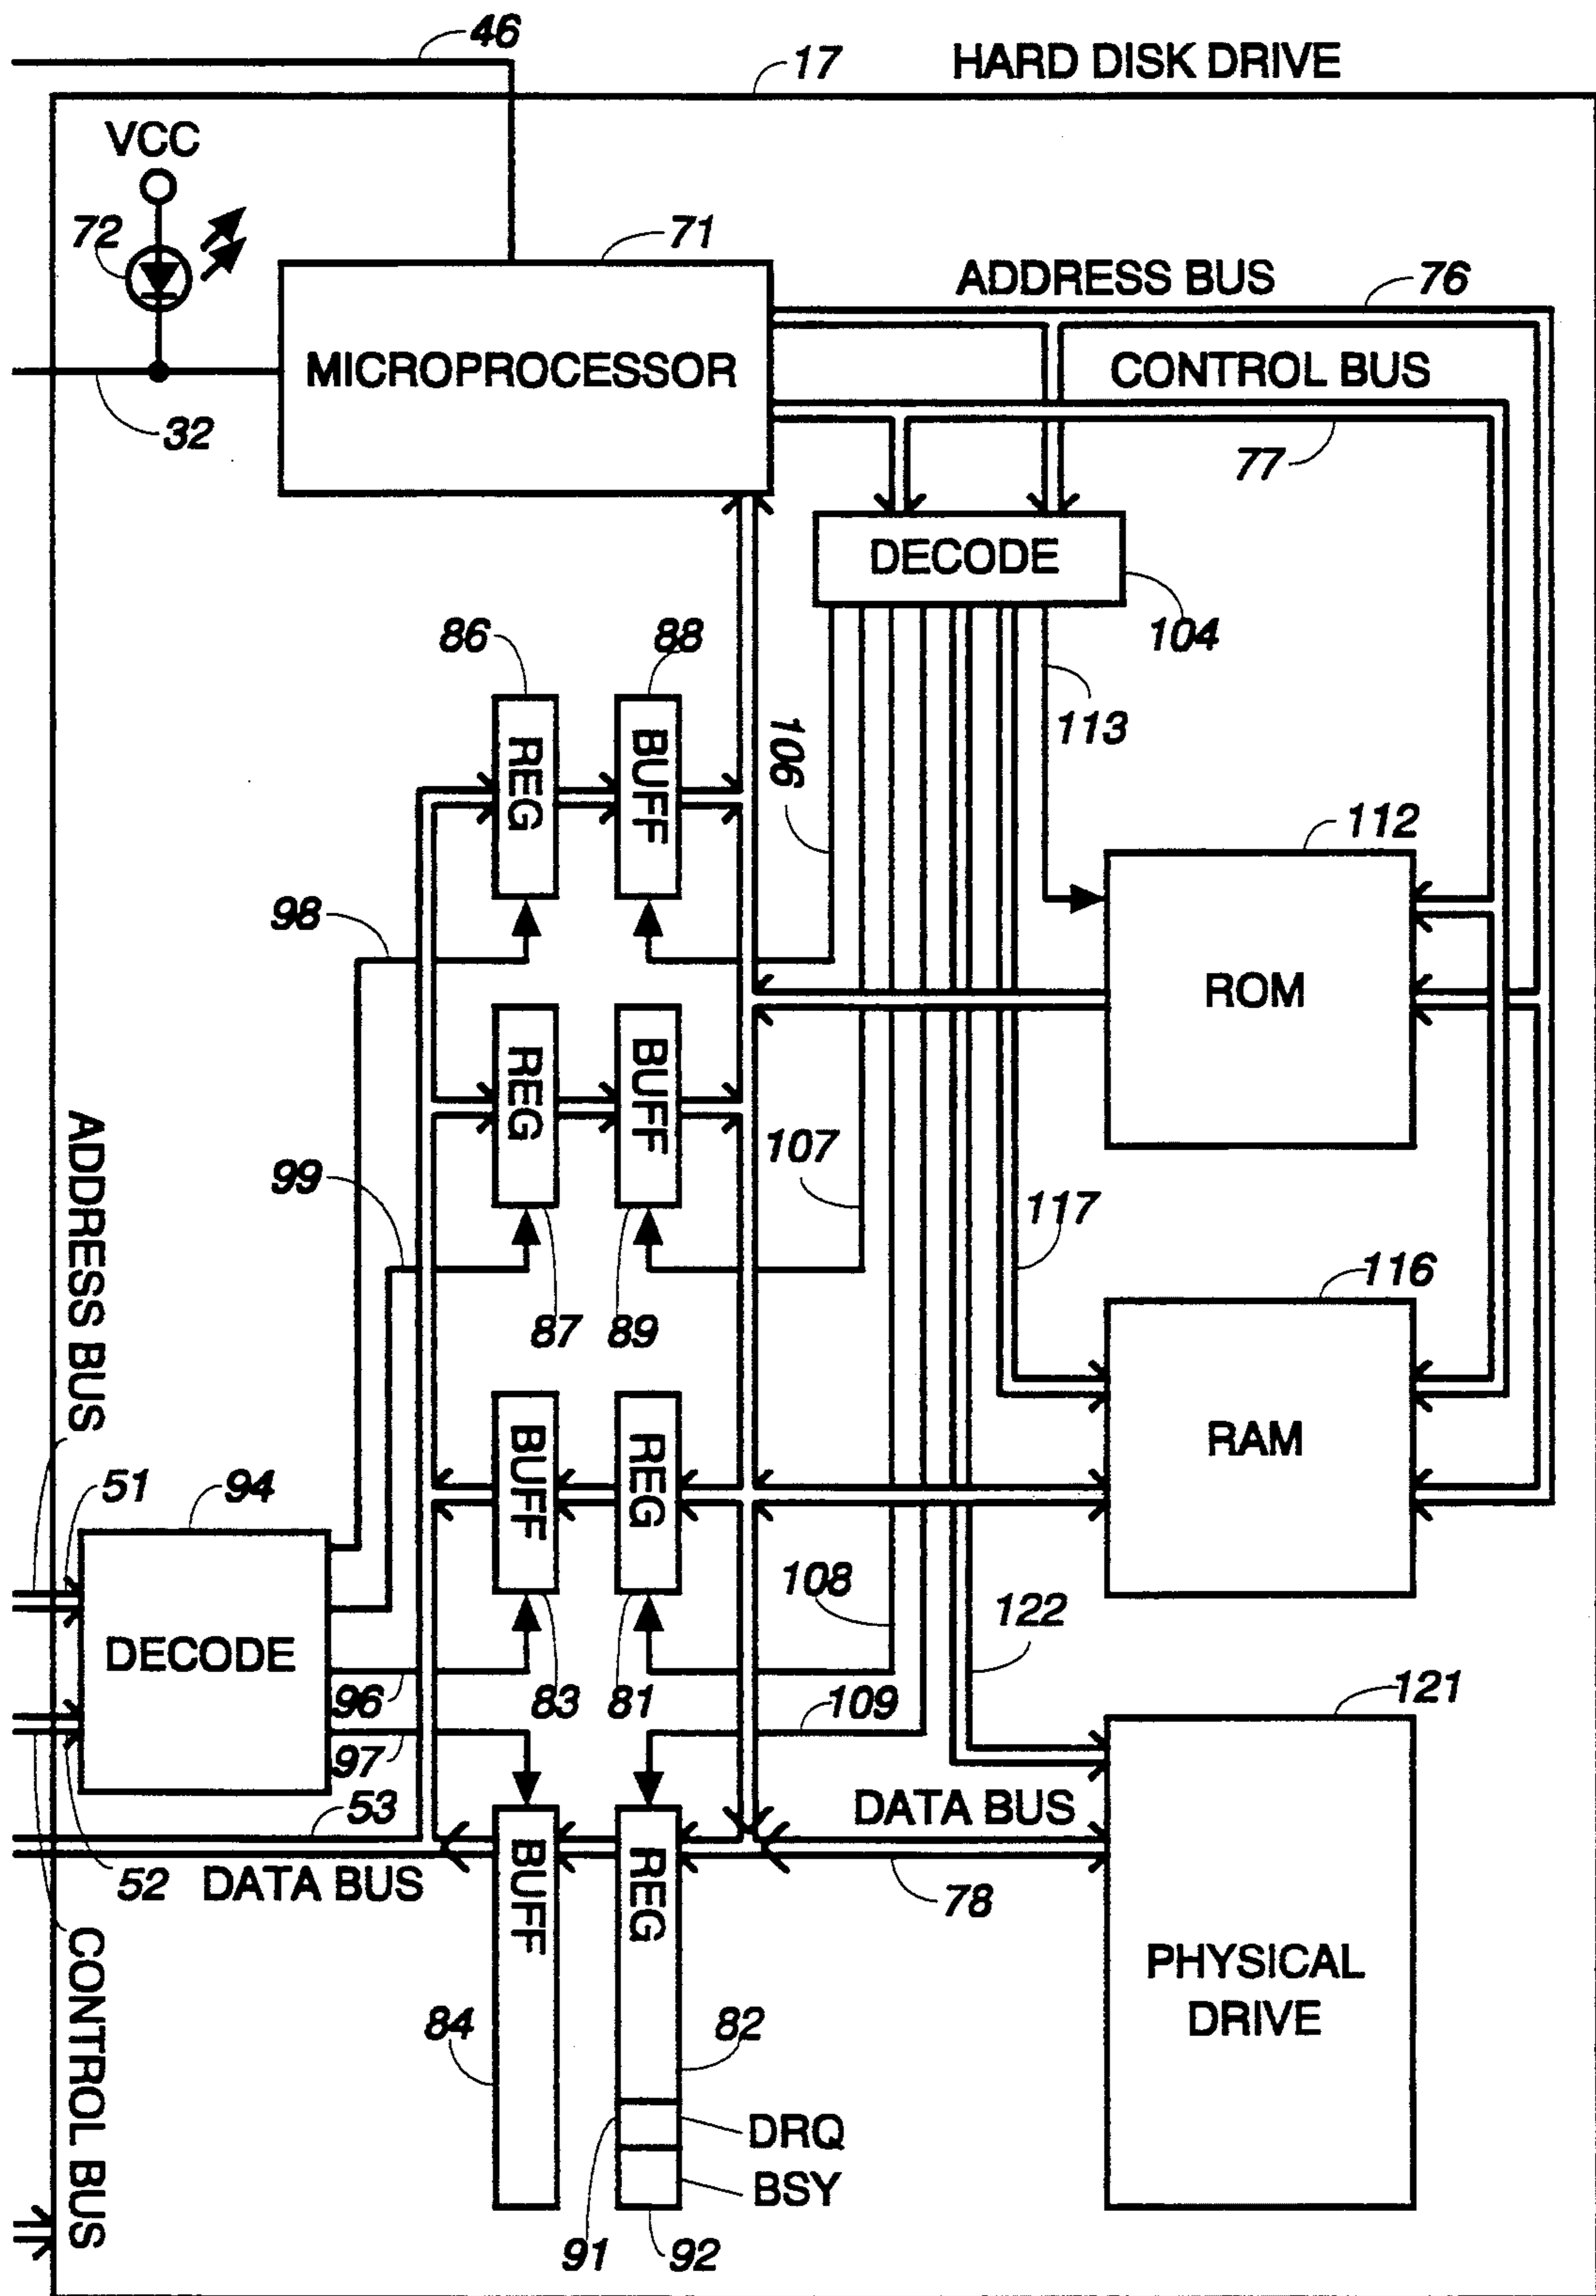 46
17
HARD DISK DRIVE
VCC
72
71
ADDRESS BUS
76
MICROPROCESSOR
CONTROL BUS
32
77
DECODE
104
86
88
REG
BUFF
106
113
112
98
ROM
REG
BUFF
107
99
117
116
87
89
ADDRESS BUS
RAM
BUFF
REG
51
94
108
122
DECODE
96
83
81
109
121
97
53
DATA BUS
52
DATA BUS
BUFF
REG
78
CONTROL BUS
PHYSICAL
DRIVE
84
82
DRQ
BSY
91
92